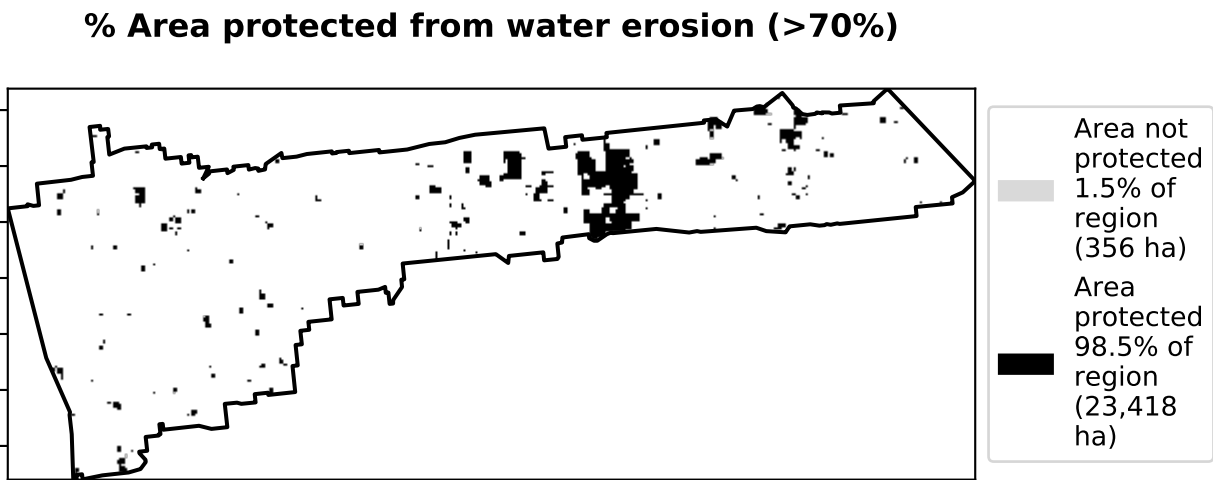 % Area protected from water erosion (>70%)
Area not
protected
1.5% of
region
(356 ha)
Area
protected
98.5% of
region
(23,418
ha)